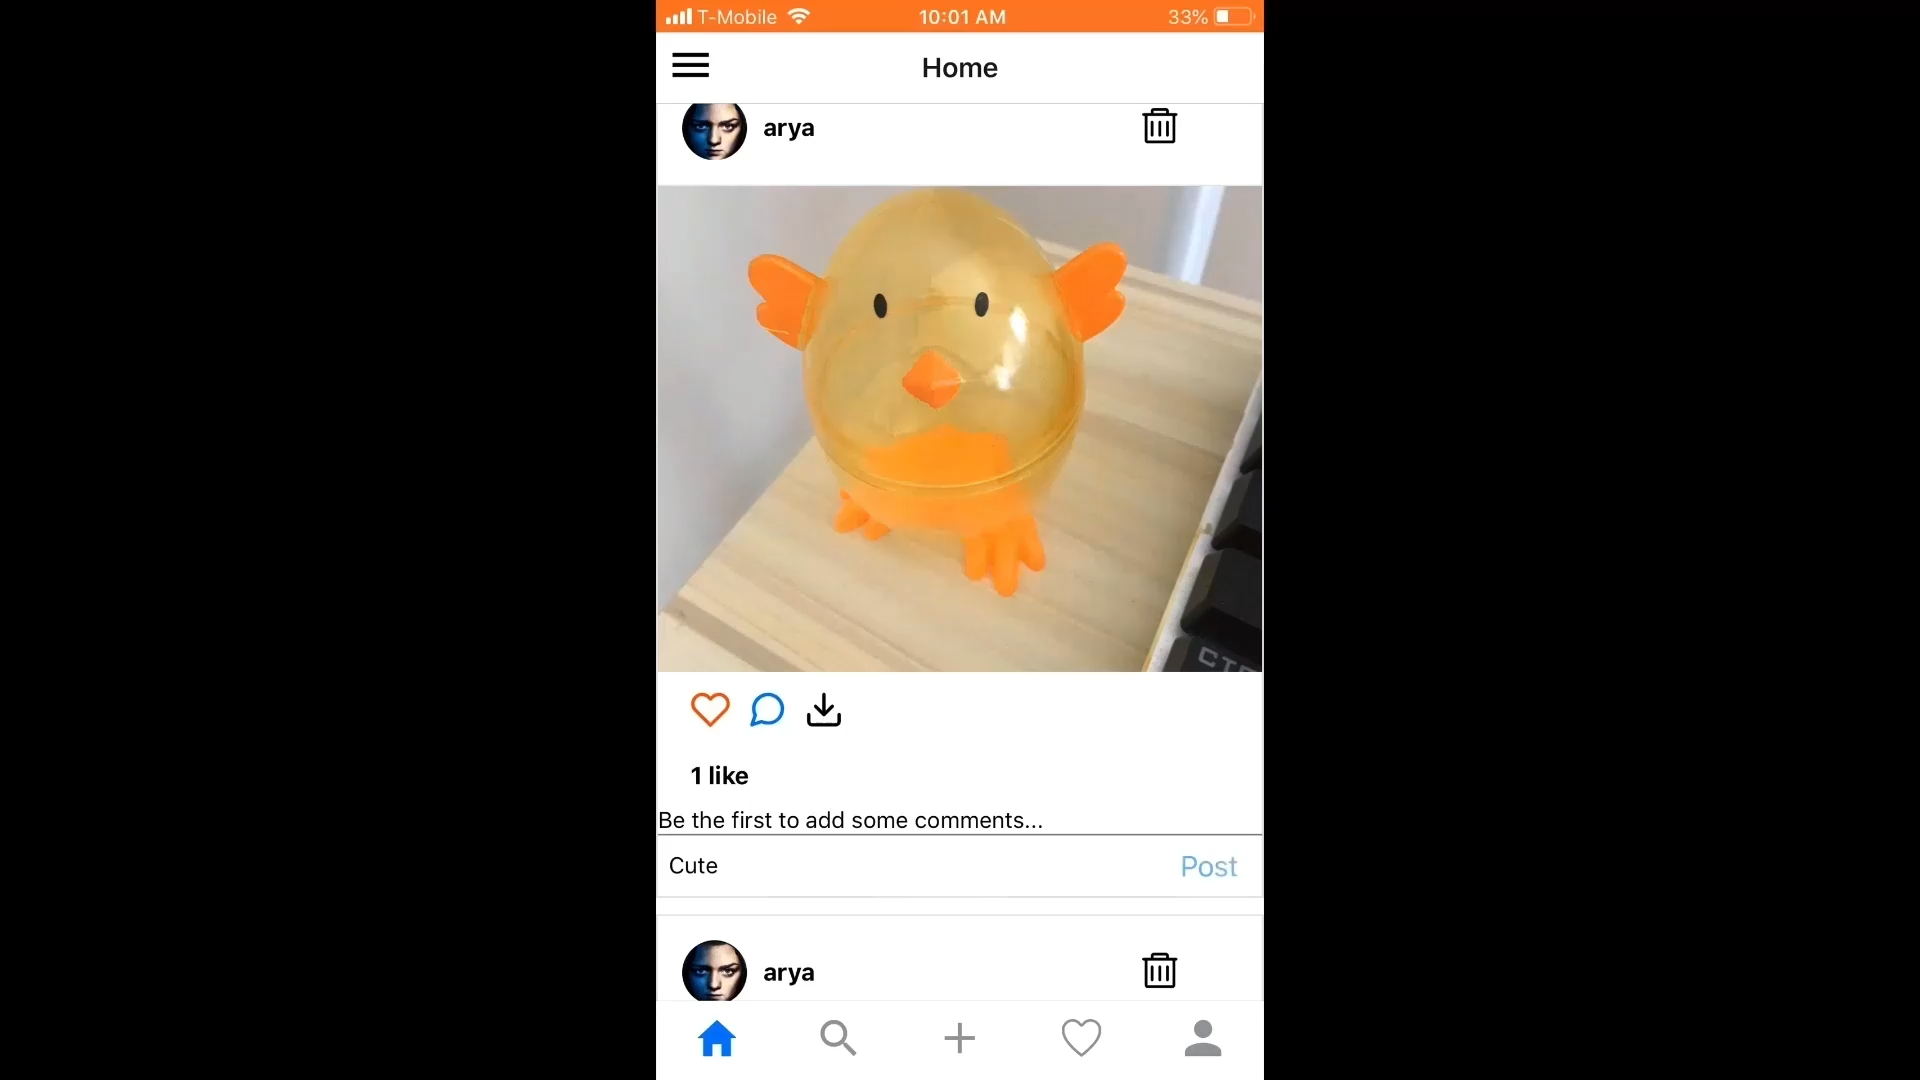 T-Mobile 10:01 AM 33%
Home
arya
1 like
Be the first to add some comments...
Cute Post
arya